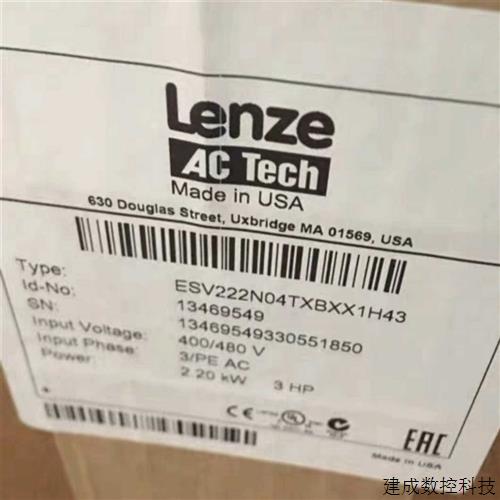 Lenze
AC Tech
Made in USA
630 Douglas Street, Uxbridge MA 01569, USA
Type: ESV222N04TXBXX1H43
Id-No: 13469549
SN: 13469549330551850
Input Voltage: 400/480 V
Input Phase: 3/PE AC
Power: 2.20 kW 3 HP
CE UL EAC
Made in USA
建成数控科技